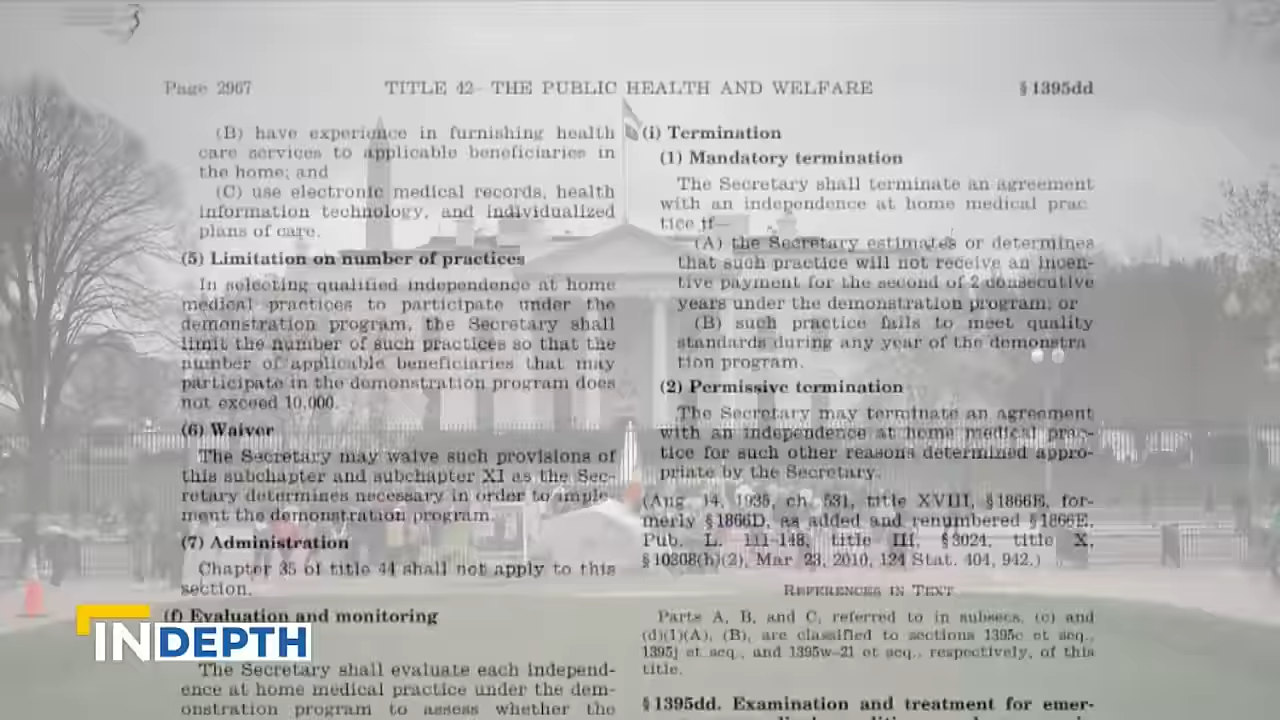 Page 2967
TITLE 42—THE PUBLIC HEALTH AND WELFARE
§ 1395dd
(B) have experience in furnishing health
care services to applicable beneficiaries in
the home; and
(C) use electronic medical records, health
information technology, and individualized
plans of care.
(5) Limitation on number of practices
In selecting qualified independence at home
medical practices to participate under the
demonstration program, the Secretary shall
limit the number of such practices so that the
number of applicable beneficiaries that may
participate in the demonstration program does
not exceed 10,000.
(6) Waiver
The Secretary may waive such provisions of
this subchapter and subchapter XI as the Sec-
retary determines necessary in order to imple-
ment the demonstration program.
(7) Administration
Chapter 35 of title 44 shall not apply to this
section.
(f) Evaluation and monitoring
The Secretary shall evaluate each independ-
ence at home medical practice under the dem-
onstration program to assess whether the
(i) Termination
(1) Mandatory termination
The Secretary shall terminate an agreement
with an independence at home medical prac-
tice if—
(A) the Secretary estimates or determines
that such practice will not receive an incen-
tive payment for the second of 2 consecutive
years under the demonstration program; or
(B) such practice fails to meet quality
standards during any year of the demonstra-
tion program.
(2) Permissive termination
The Secretary may terminate an agreement
with an independence at home medical prac-
tice for such other reasons determined appro-
priate by the Secretary.
(Aug. 14, 1935, ch. 531, title XVIII, § 1866E, for-
merly § 1866D, as added and renumbered § 1866E,
Pub. L. 111–148, title III, § 3024, title X,
§ 10308(b)(2), Mar. 23, 2010, 124 Stat. 404, 942.)
REFERENCES IN TEXT
Parts A, B, and C, referred to in subsecs. (c) and
(d)(1)(A), (B), are classified to sections 1395c et seq.,
1395j et seq., and 1395w–21 et seq., respectively, of this
title.
§ 1395dd. Examination and treatment for emer-
INDEPTH